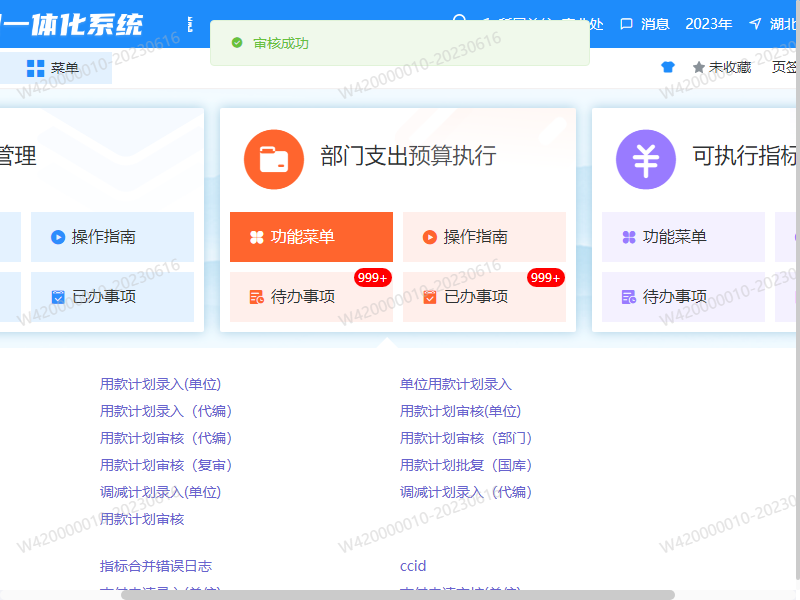 一体化系统
消息
2023年
湖北
审核成功
菜单
未收藏
页签
管理
部门支出预算执行
可执行指标
操作指南
功能菜单
操作指南
功能菜单
已办事项
待办事项
999+
已办事项
999+
待办事项
用款计划录入(单位)
单位用款计划录入
用款计划录入（代编）
用款计划审核(单位)
用款计划审核（代编）
用款计划审核（部门）
用款计划审核（复审）
用款计划批复（国库）
调减计划录入(单位)
调减计划录入（代编）
用款计划审核
指标合并错误日志
ccid
W420000010-20230616
W420000010-20230616
W420000010-20230616
W420000010-20230616
W420000010-20230616